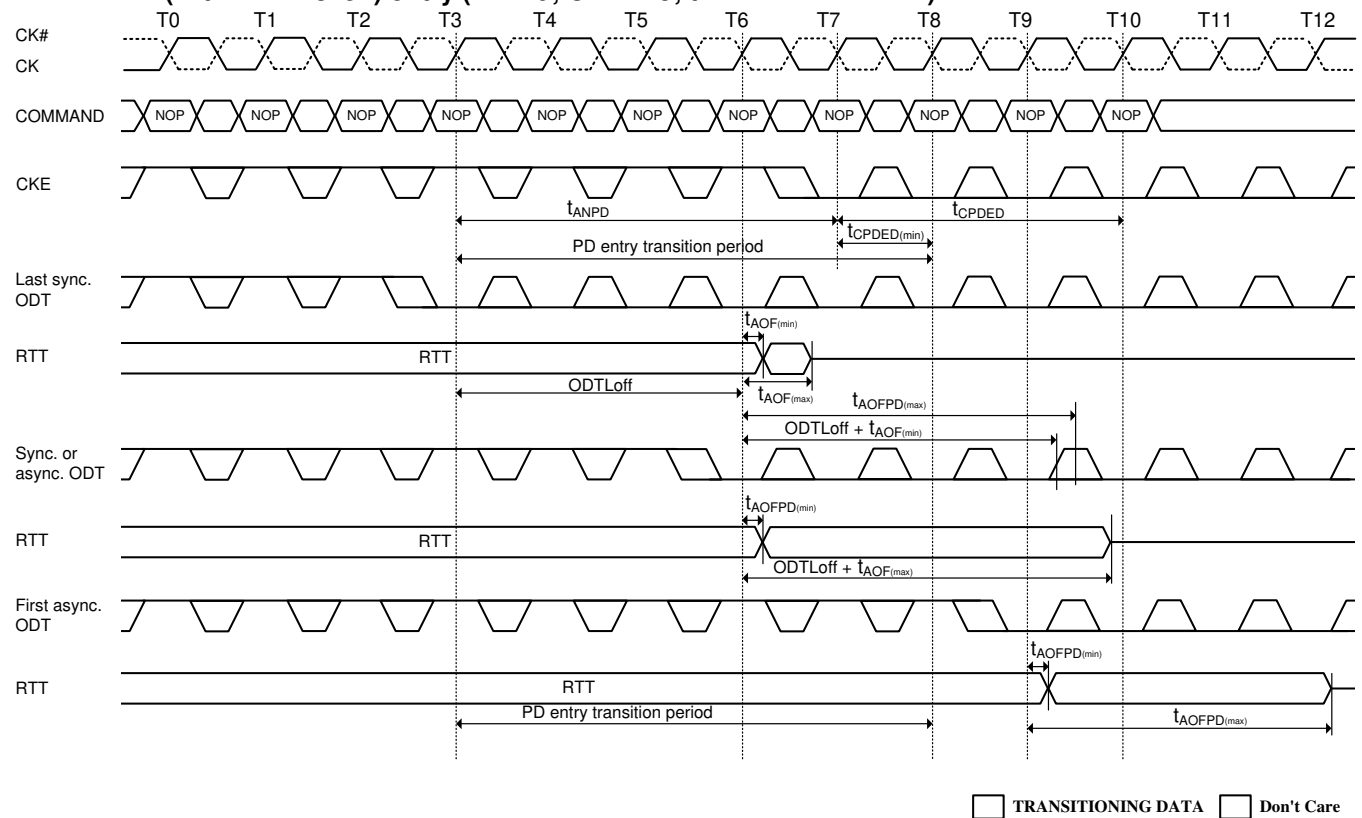 entry
T0 T1 T2 T3 T4 T5 T6 T7 T8 T9 T10 T11 T12
CK#
CK
COMMAND NOP NOP NOP NOP NOP NOP NOP NOP NOP NOP NOP
CKE
tANPD tCPDED
tCPDED(min)
PD entry transition period
Last sync.
ODT
tAOF(min)
RTT RTT
ODTLoff
tAOF(max)
tAOFPD(max)
ODTLoff + tAOF(min)
Sync. or
async. ODT
tAOFPD(min)
RTT RTT
ODTLoff + tAOF(max)
First async.
ODT
tAOFPD(min)
RTT RTT
PD entry transition period
tAOFPD(max)
TRANSITIONING DATA Don't Care